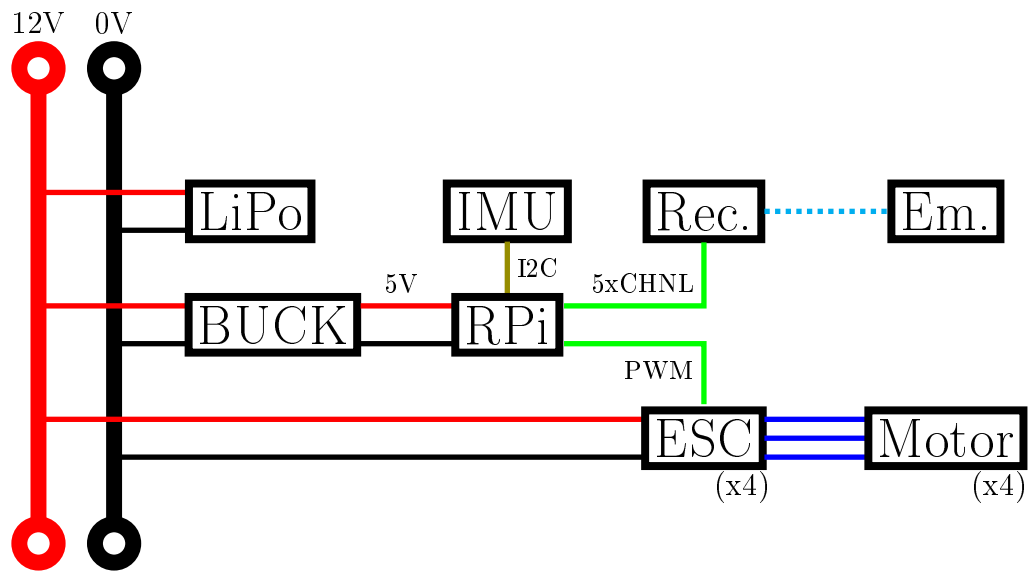 12V 0V
LiPo IMU Rec. Em.
I2C
5V 5xCHNL
BUCK RPi
PWM
ESC Motor
(x4) (x4)